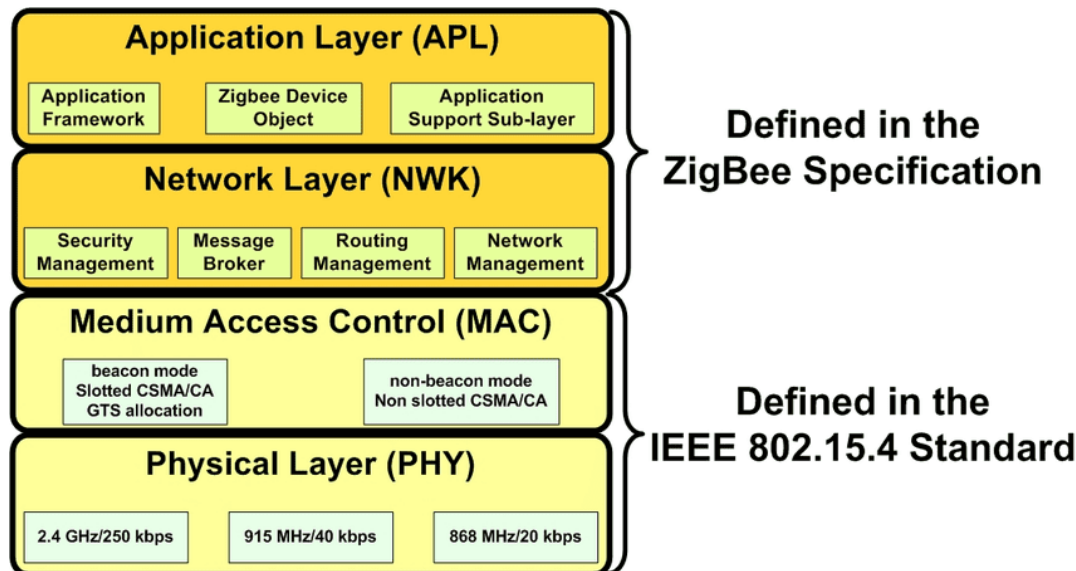 Application Layer (APL)
Application
Framework
Zigbee Device
Object
Application
Support Sub-layer
Defined in the
ZigBee Specification
Network Layer (NWK)
Security
Management
Message
Broker
Routing
Management
Network
Management
Medium Access Control (MAC)
beacon mode
Slotted CSMA/CA
GTS allocation
non-beacon mode
Non slotted CSMA/CA
Defined in the
IEEE 802.15.4 Standard
Physical Layer (PHY)
2.4 GHz/250 kbps
915 MHz/40 kbps
868 MHz/20 kbps